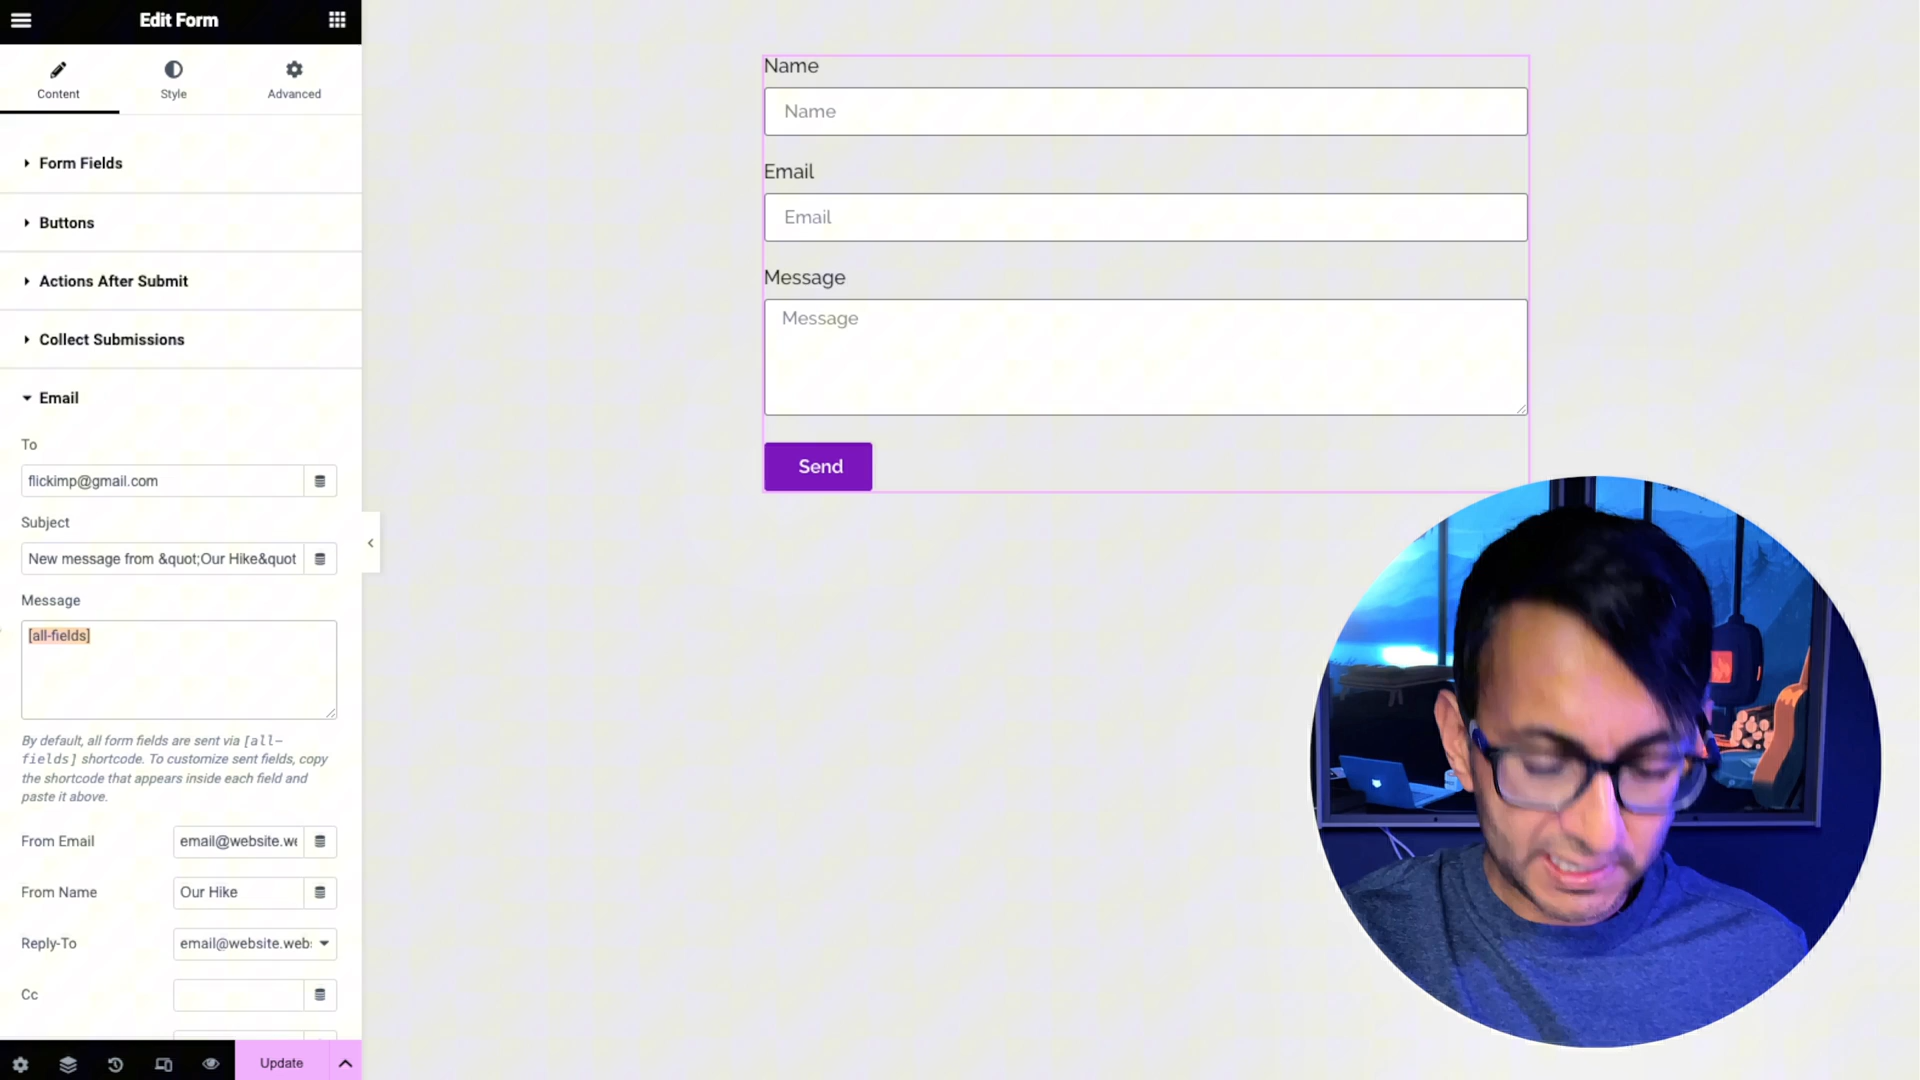 Edit Form
Content
Style
Advanced
Form Fields
Buttons
Actions After Submit
Collect Submissions
Email
To
flickimp@gmail.com
Subject
New message from &quot;Our Hike&quot
Message
[all-fields]
By default, all form fields are sent via [all-
fields] shortcode. To customize sent fields, copy
the shortcode that appears inside each field and
paste it above.
From Email
email@website.we
From Name
Our Hike
Reply-To
email@website.web
Cc
Update
Name
Name
Email
Email
Message
Message
Send